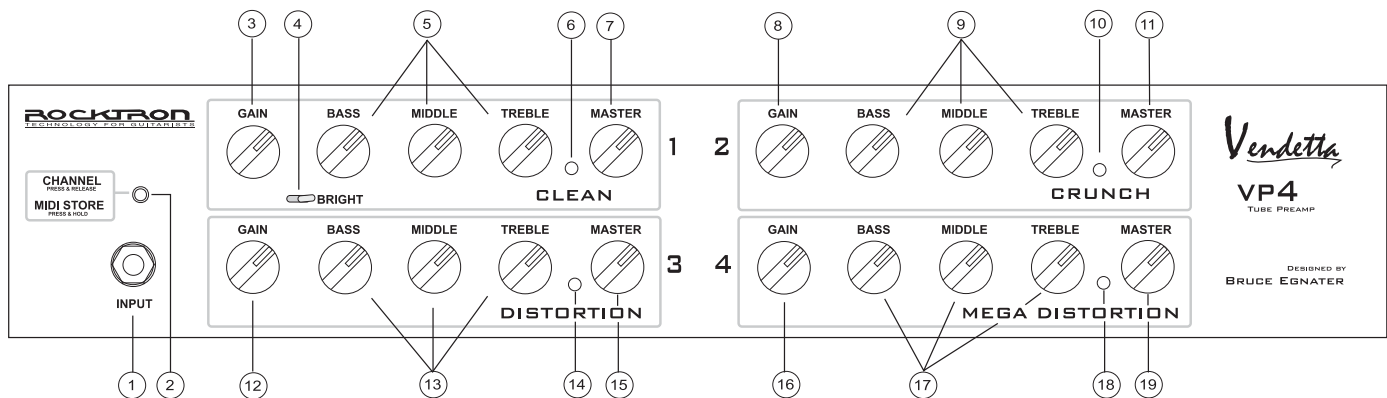 3 4 5 6 7 8 9 10 11
ROCKTRON
TECHNOLOGY FOR GUITARISTS
CHANNEL
PRESS & RELEASE
MIDI STORE
PRESS & HOLD
INPUT
GAIN BASS MIDDLE TREBLE MASTER
BRIGHT
CLEAN
1
2
GAIN BASS MIDDLE TREBLE MASTER
CRUNCH
GAIN BASS MIDDLE TREBLE MASTER
DISTORTION
3
4
GAIN BASS MIDDLE TREBLE MASTER
MEGA DISTORTION
Vendetta
VP4
TUBE PREAMP
DESIGNED BY
BRUCE EGNATER
1 2 12 13 14 15 16 17 18 19